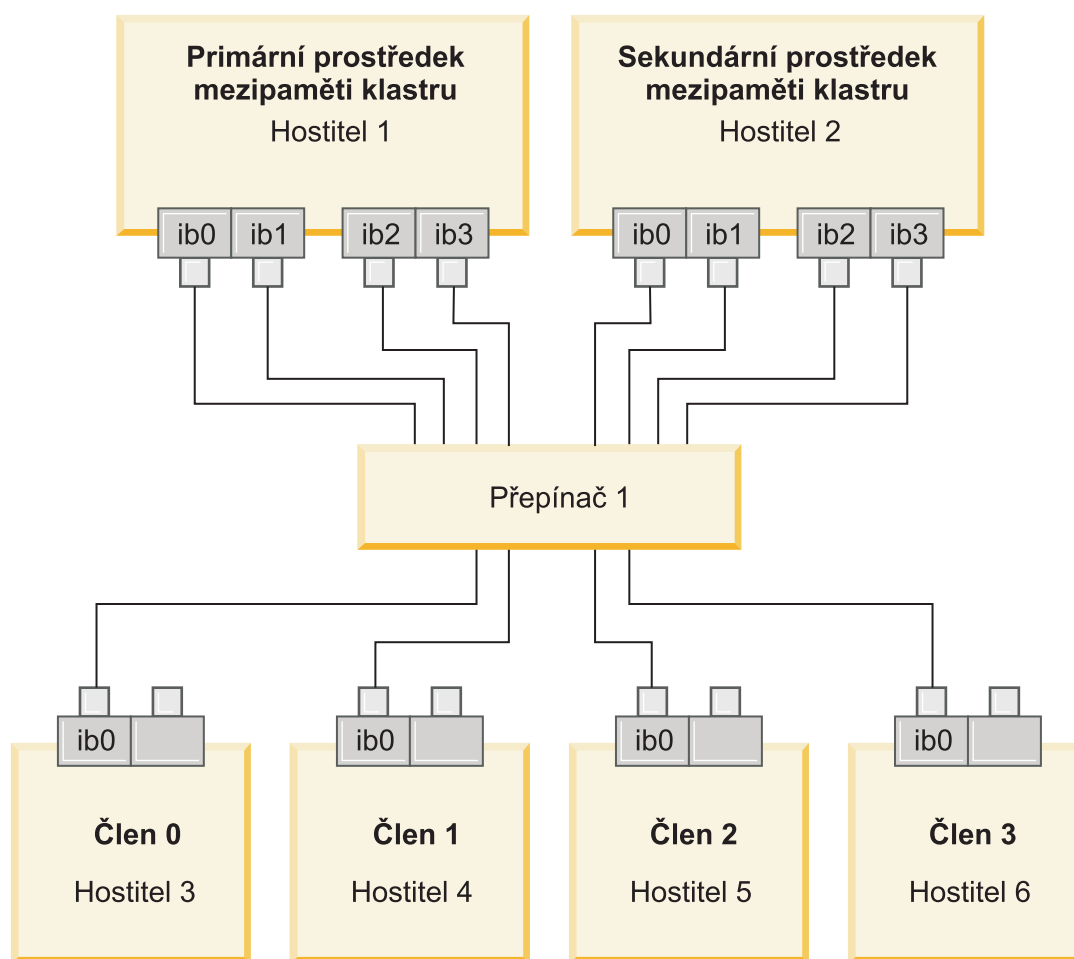 Primární prostředek
mezipaměti klastru
Hostitel 1
Sekundární prostředek
mezipaměti klastru
Hostitel 2
ib0 ib1 ib2 ib3
ib0 ib1 ib2 ib3
Přepínač 1
ib0
ib0
ib0
ib0
Člen 0
Hostitel 3
Člen 1
Hostitel 4
Člen 2
Hostitel 5
Člen 3
Hostitel 6